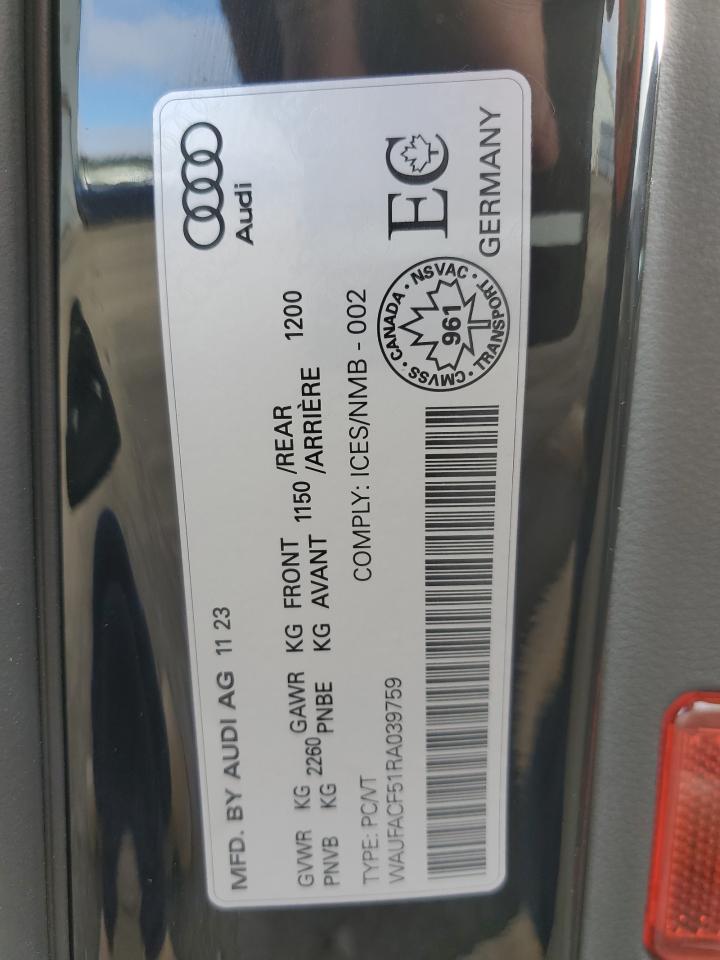 MFD. BY AUDI AG 11 23
Audi
GVWR KG 2260 GAWR KG FRONT 1150 /REAR 1200
PNVB KG PNBE KG AVANT /ARRIÈRE
TYPE: PC/VT COMPLY: ICES/NMB - 002
WAUFACF51RA039759
CMVSS · CANADA · NSVAC · TRANSPORT
961
EC
T
GERMANY